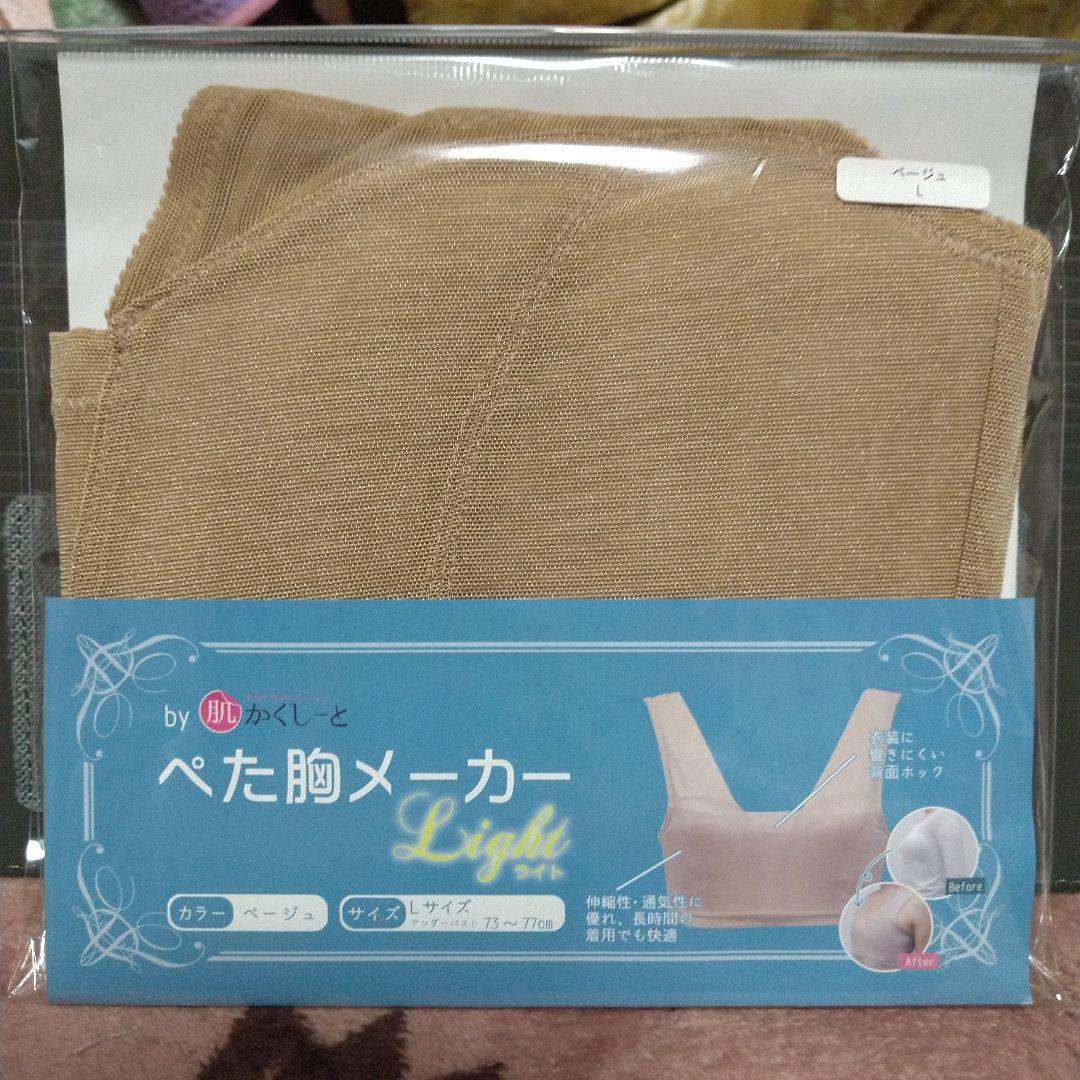 ベージュ
L
by 肌かくしーと
ぺた胸メーカー
Light
ライト
カラー ベージュ
サイズ Lサイズ
アンダーバスト 73～77cm
衣装に
響きにくい
背面ホック
伸縮性・通気性に
優れ、長時間の
着用でも快適
Before
After